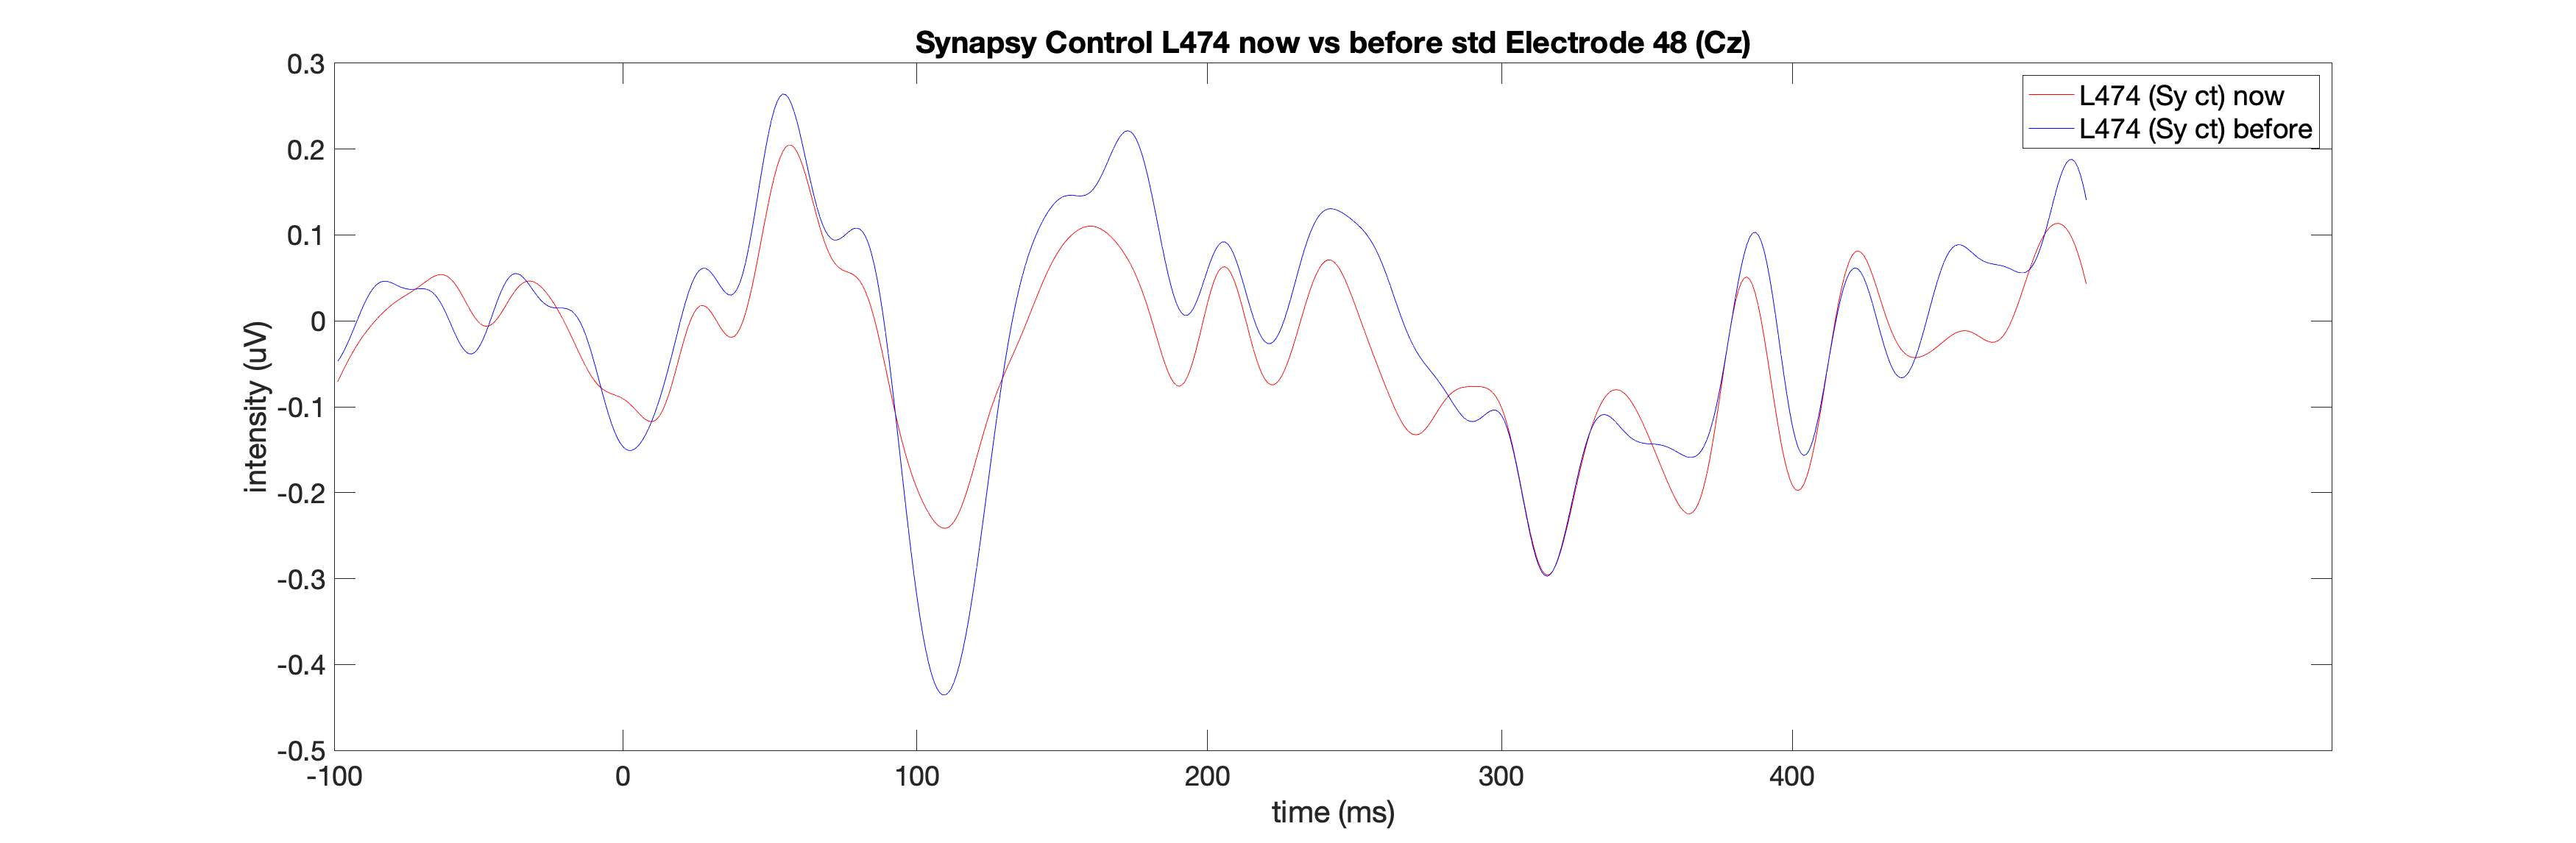 Synapsy Control L474 now vs before std Electrode 48 (Cz)
L474 (Sy ct) now
L474 (Sy ct) before
0.3
0.2
0.1
0
-0.1
-0.2
-0.3
-0.4
-0.5
intensity (uV)
-100 0 100 200 300 400
time (ms)